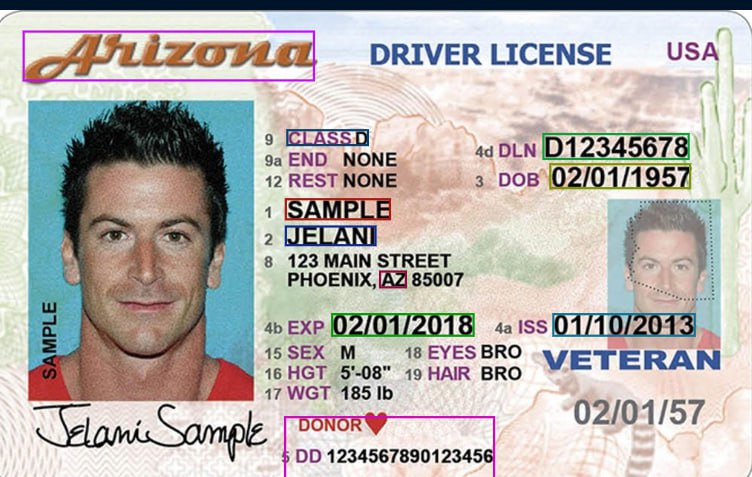 Arizona DRIVER LICENSE USA
9 CLASS D
9a END NONE
12 REST NONE
4d DLN D12345678
3 DOB 02/01/1957
1 SAMPLE
2 JELANI
8 123 MAIN STREET
PHOENIX, AZ 85007
4b EXP 02/01/2018
4a ISS 01/10/2013
15 SEX M
18 EYES BRO
16 HGT 5'-08"
19 HAIR BRO
17 WGT 185 lb
VETERAN
02/01/57
DONOR
5 DD 1234567890123456
SAMPLE
Jelani Sample